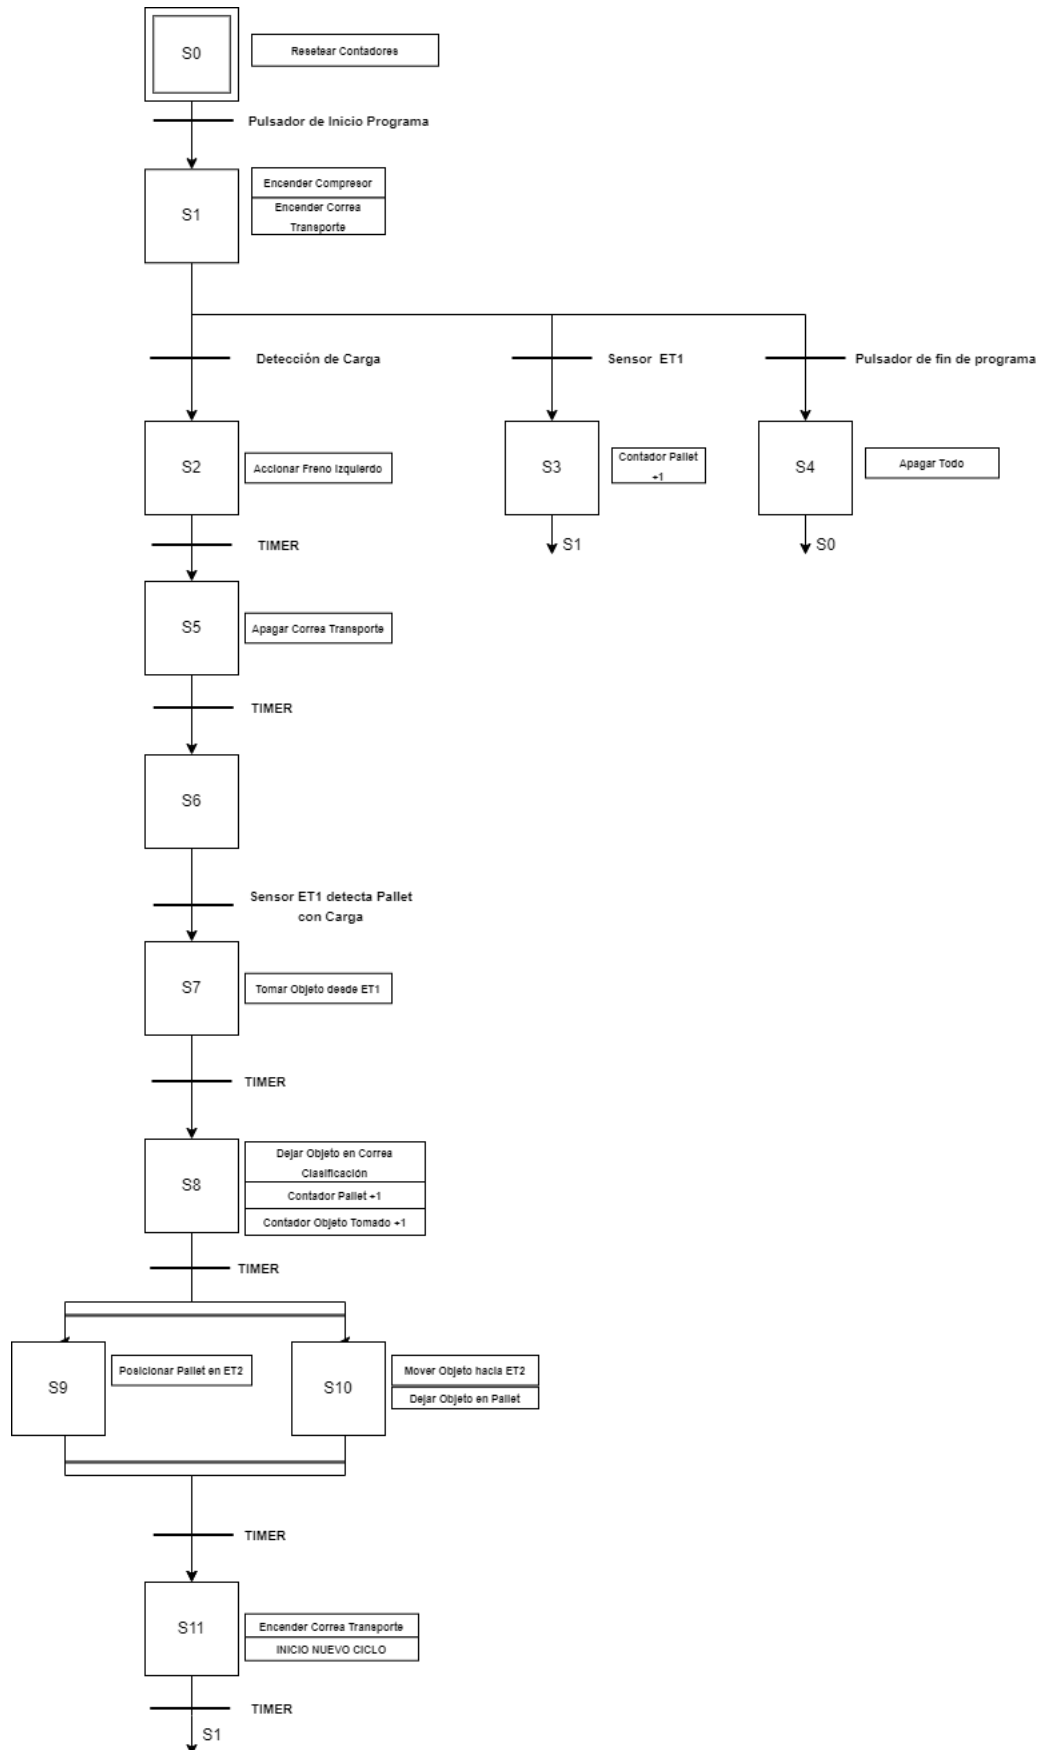 S0
Resetear Contadores
Pulsador de Inicio Programa
S1
Encender Compresor
Encender Correa
Transporte
Detección de Carga
Sensor ET1
Pulsador de fin de programa
S2
Accionar Freno Izquierdo
S3
Contador Pallet
+1
S4
Apagar Todo
TIMER
S1
S0
S5
Apagar Correa Transporte
TIMER
S6
Sensor ET1 detecta Pallet
con Carga
S7
Tomar Objeto desde ET1
TIMER
S8
Dejar Objeto en Correa
Clasificación
Contador Pallet +1
Contador Objeto Tomado +1
TIMER
S9
Posicionar Pallet en ET2
S10
Mover Objeto hacia ET2
Dejar Objeto en Pallet
TIMER
S11
Encender Correa Transporte
INICIO NUEVO CICLO
TIMER
S1